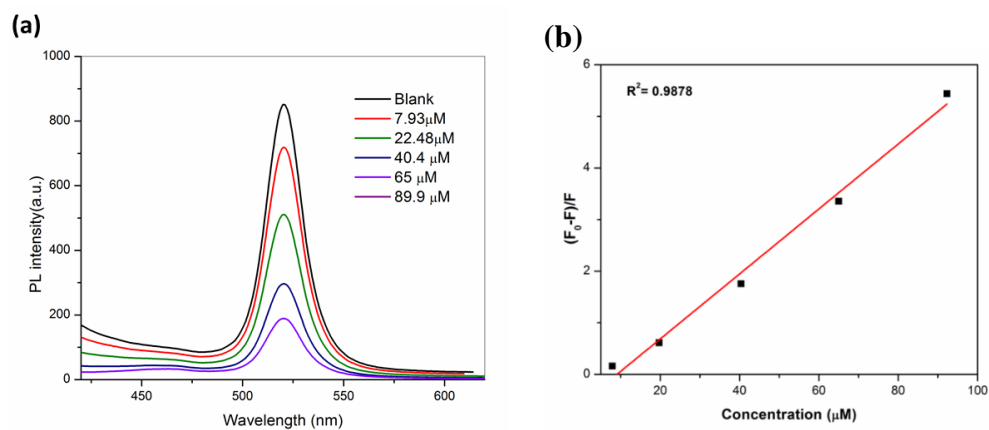 (a)
1000
800
600
400
200
0
PL intensity(a.u.)
Blank
7.93μM
22.48μM
40.4 μM
65 μM
89.9 μM
450
500
550
600
Wavelength (nm)
(b)
6
4
2
0
(F₀-F)/F
R²= 0.9878
20
40
60
80
100
Concentration (μM)